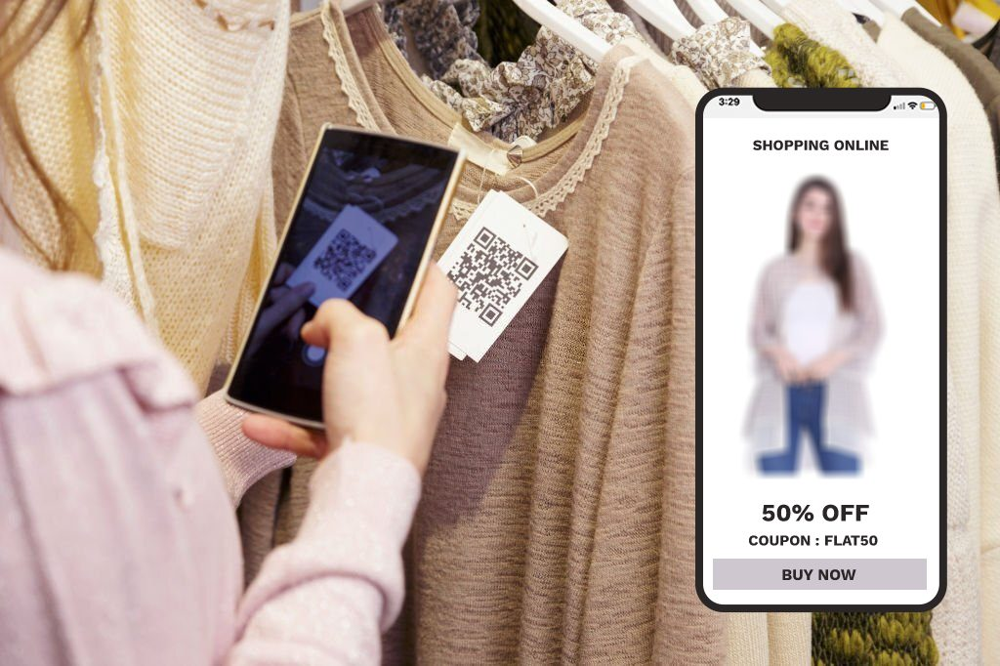 3:29
SHOPPING ONLINE
50% OFF
COUPON : FLAT50
BUY NOW